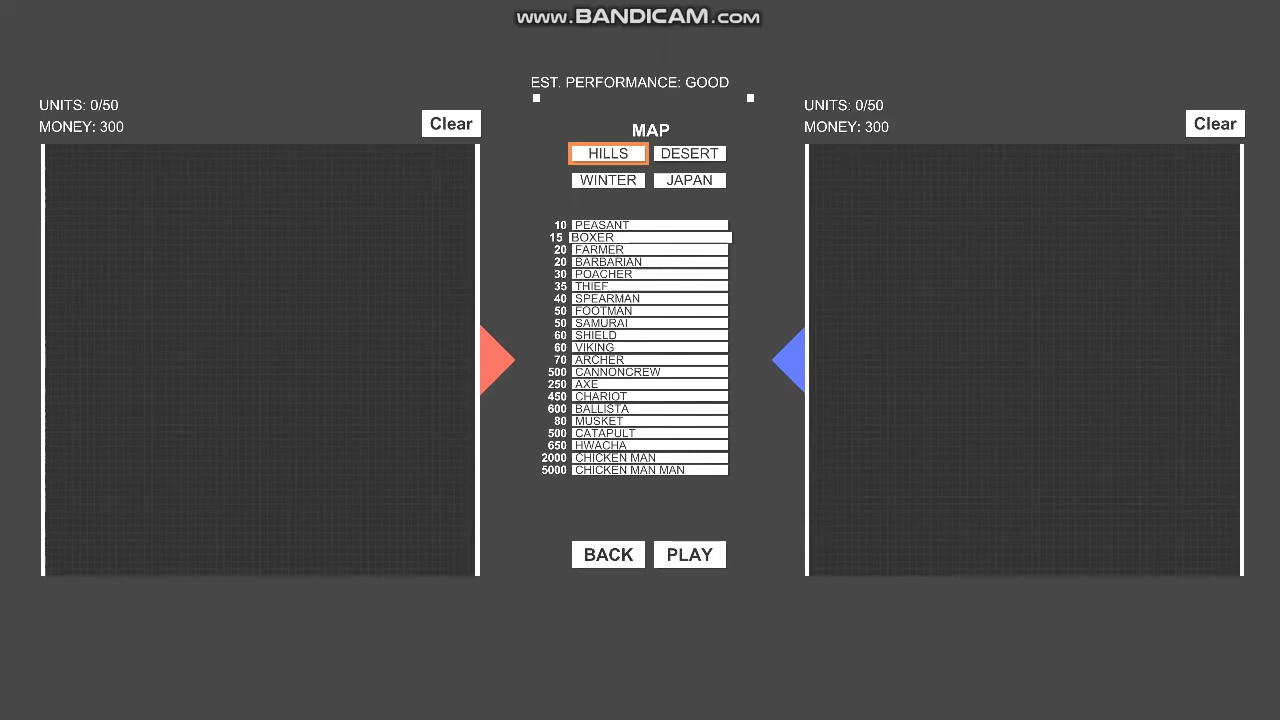 www.BANDICAM.com
EST. PERFORMANCE: GOOD
UNITS: 0/50
MONEY: 300
Clear
UNITS: 0/50
MONEY: 300
Clear
MAP
HILLS DESERT
WINTER JAPAN
10 PEASANT
15 BOXER
20 FARMER
20 BARBARIAN
30 POACHER
35 THIEF
40 SPEARMAN
50 FOOTMAN
50 SAMURAI
60 SHIELD
60 VIKING
70 ARCHER
500 CANNONCREW
250 AXE
450 CHARIOT
600 BALLISTA
80 MUSKET
500 CATAPULT
650 HWACHA
2000 CHICKEN MAN
5000 CHICKEN MAN MAN
BACK PLAY